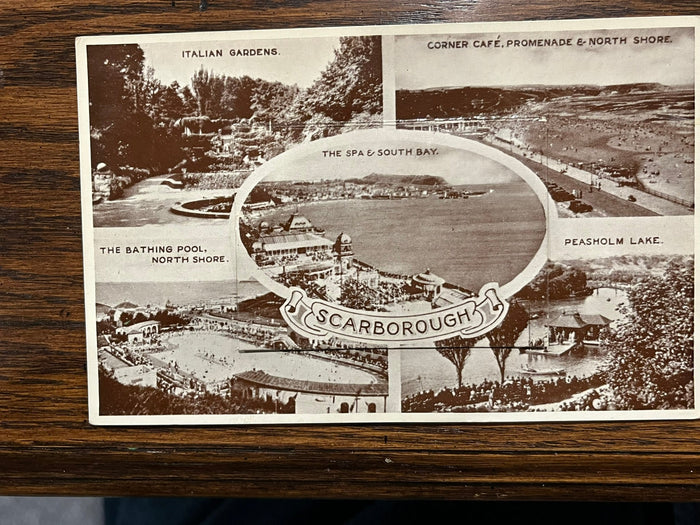 ITALIAN GARDENS.
CORNER CAFÉ, PROMENADE & NORTH SHORE.
THE SPA & SOUTH BAY.
THE BATHING POOL,
NORTH SHORE.
PEASHOLM LAKE.
SCARBOROUGH